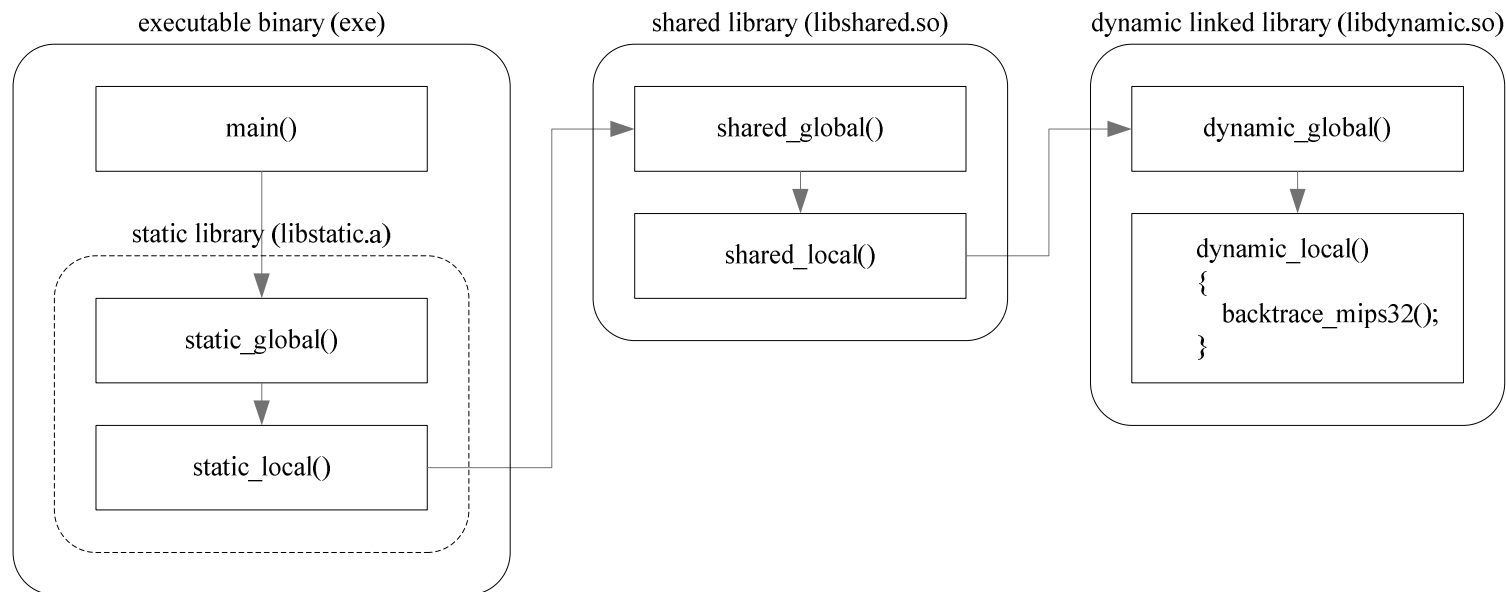 executable binary (exe)
main()
static library (libstatic.a)
static_global()
static_local()
shared library (libshared.so)
shared_global()
shared_local()
dynamic linked library (libdynamic.so)
dynamic_global()
dynamic_local()
{
backtrace_mips32();
}